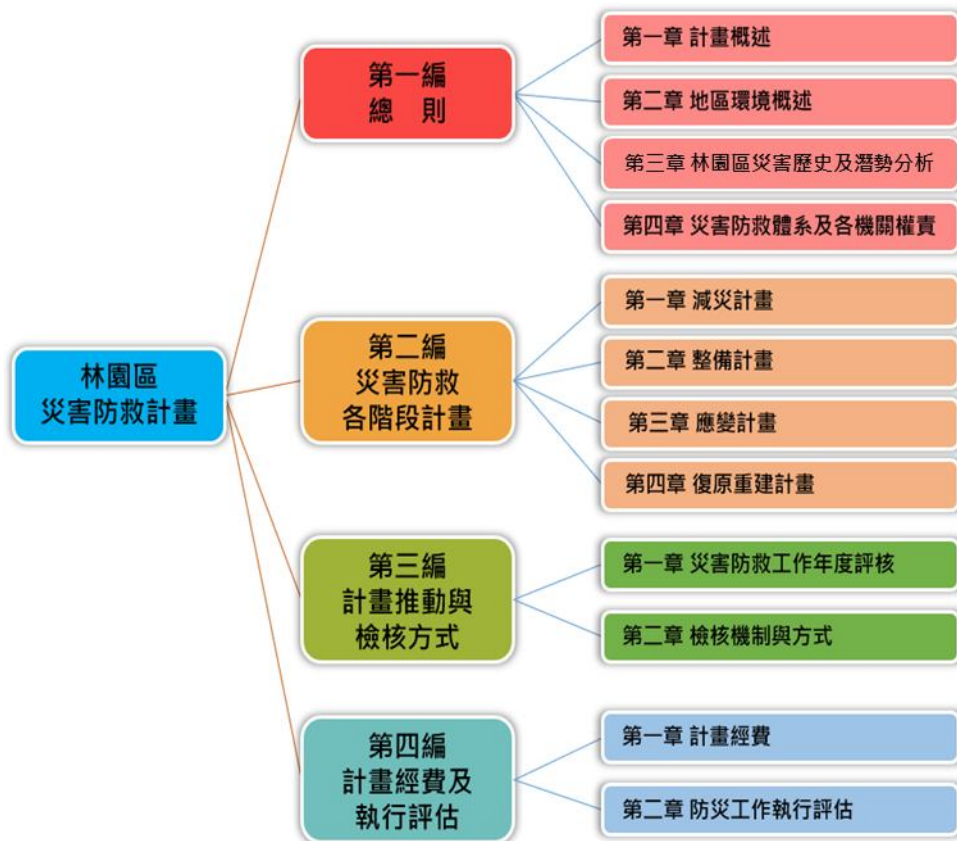 林園區
災害防救計畫
第一編
總　則
第一章 計畫概述
第二章 地區環境概述
第三章 林園區災害歷史及潛勢分析
第四章 災害防救體系及各機關權責
第二編
災害防救
各階段計畫
第一章 減災計畫
第二章 整備計畫
第三章 應變計畫
第四章 復原重建計畫
第三編
計畫推動與
檢核方式
第一章 災害防救工作年度評核
第二章 檢核機制與方式
第四編
計畫經費及
執行評估
第一章 計畫經費
第二章 防災工作執行評估